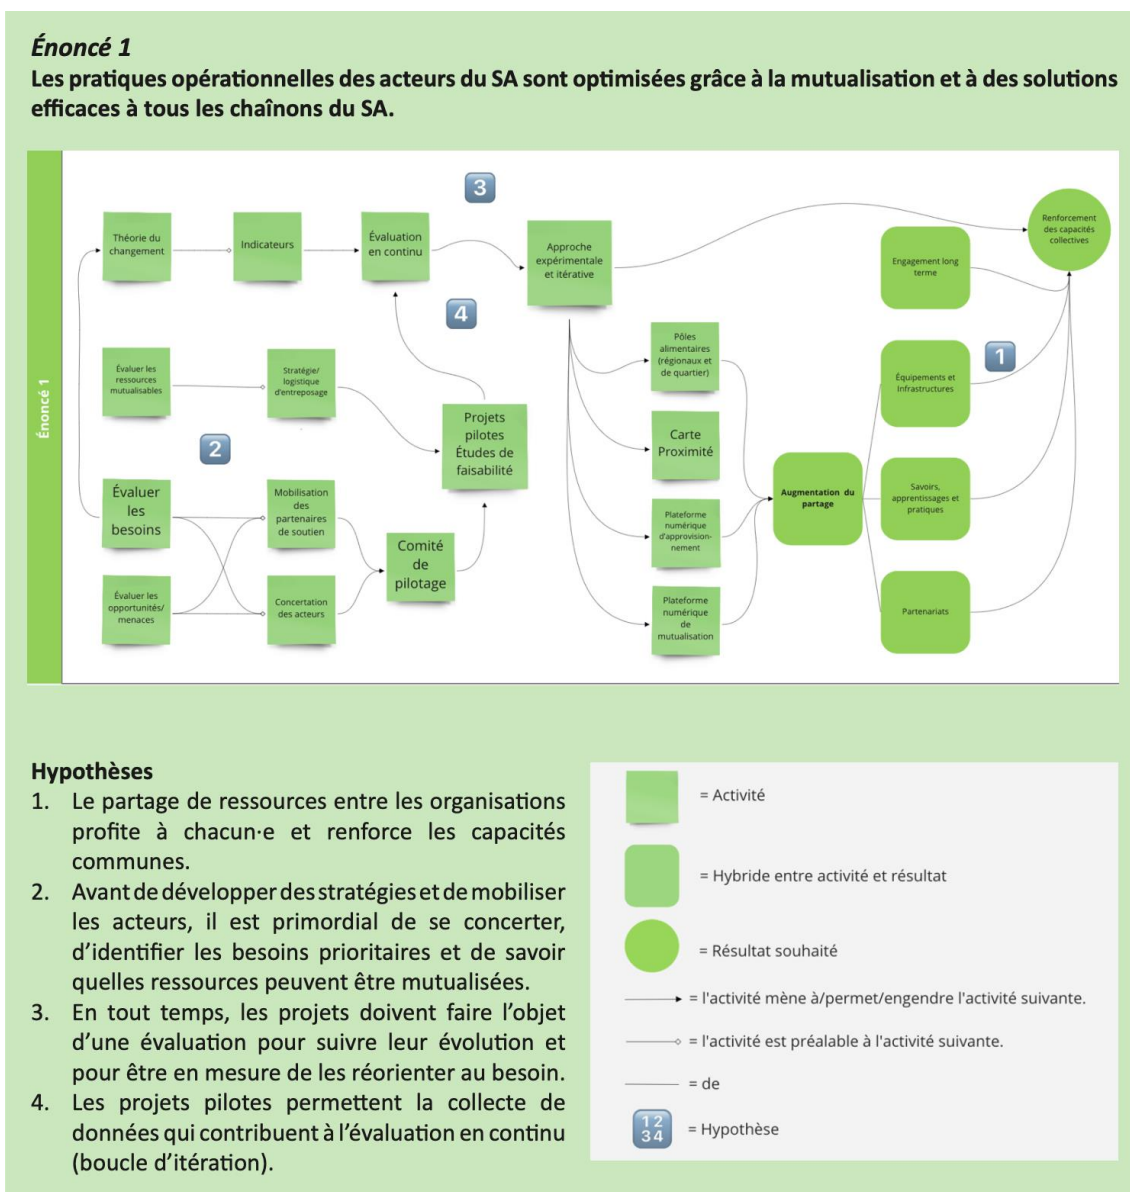 Énoncé 1
Les pratiques opérationnelles des acteurs du SA sont optimisées grâce à la mutualisation et à des solutions
efficaces à tous les chaînons du SA.
Énoncé 1
3
Théorie du
changement
Indicateurs
Évaluation
en continu
Approche
expérimentale
et itérative
Renforcement
des capacités
collectives
Engagement long
terme
4
Évaluer les
ressources
mutualisables
Stratégie/
logistique
d'entreposage
Projets
pilotes
Études de
faisabilité
Pôles
alimentaires
(régionaux et
de quartier)
1
Équipements et
Infrastructures
2
Carte
Proximité
Évaluer
les
besoins
Mobilisation
des
partenaires
de soutien
Comité
de
pilotage
Plateforme
numérique
d'approvision-
nement
Augmentation du
partage
Savoirs,
apprentissages et
pratiques
Évaluer les
opportunités/
menaces
Concertation
des acteurs
Plateforme
numérique
de
mutualisation
Partenariats
Hypothèses
1. Le partage de ressources entre les organisations
profite à chacun·e et renforce les capacités
communes.
2. Avant de développer des stratégies et de mobiliser
les acteurs, il est primordial de se concerter,
d'identifier les besoins prioritaires et de savoir
quelles ressources peuvent être mutualisées.
3. En tout temps, les projets doivent faire l'objet
d'une évaluation pour suivre leur évolution et
pour être en mesure de les réorienter au besoin.
4. Les projets pilotes permettent la collecte de
données qui contribuent à l'évaluation en continu
(boucle d'itération).
= Activité
= Hybride entre activité et résultat
= Résultat souhaité
= l'activité mène à/permet/engendre l'activité suivante.
= l'activité est préalable à l'activité suivante.
= de
12
34
= Hypothèse